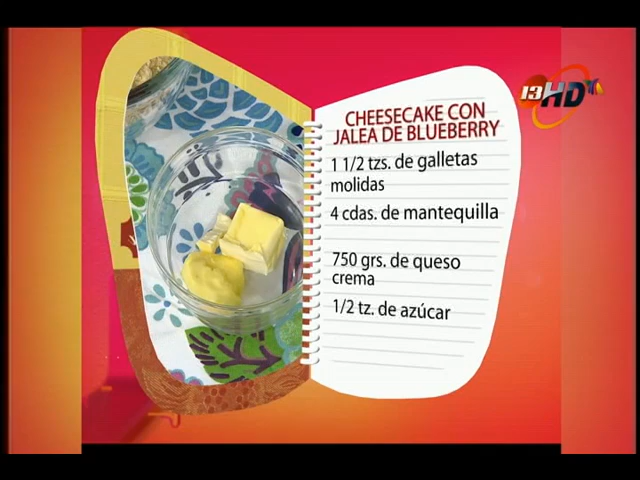 13HD
CHEESECAKE CON
JALEA DE BLUEBERRY
1 1/2 tzs. de galletas
molidas
4 cdas. de mantequilla
750 grs. de queso
crema
1/2 tz. de azúcar